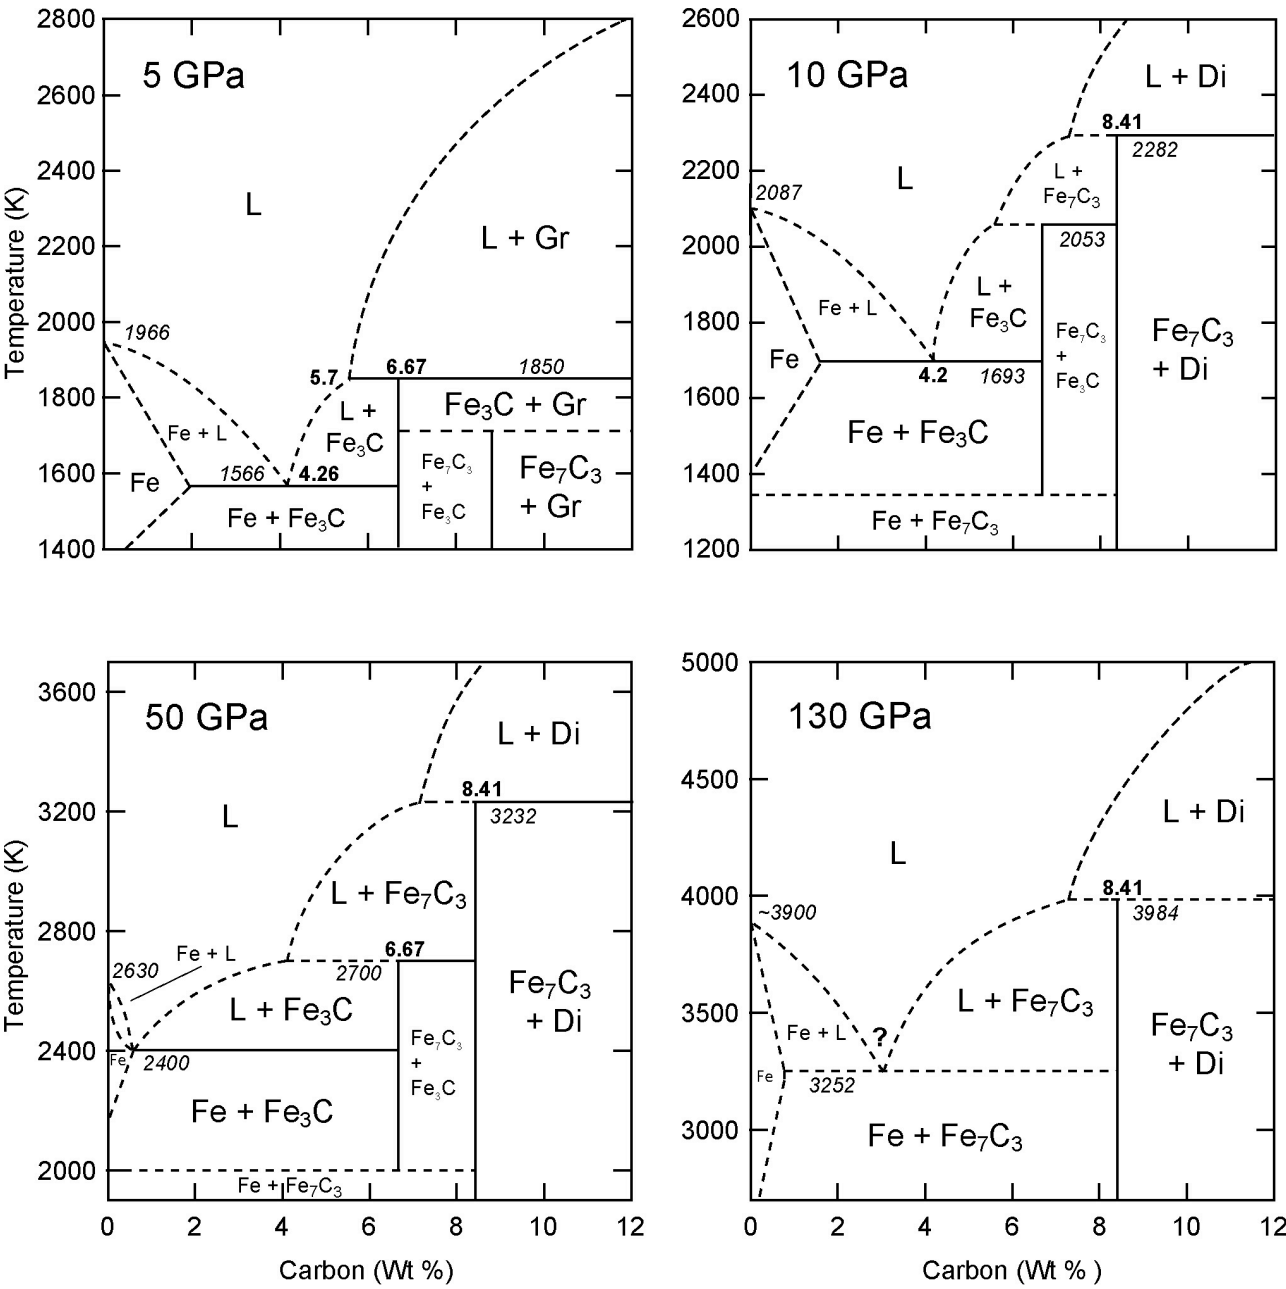 5 GPa
Temperature (K)
2800
2600
2400
2200
2000
1800
1600
1400
L
L + Gr
1966
5.7
6.67
1850
Fe₃C + Gr
L +
Fe₃C
Fe + L
1566
4.26
Fe
Fe + Fe₃C
Fe₇C₃
+
Fe₃C
Fe₇C₃
+ Gr
10 GPa
2600
2400
2200
2000
1800
1600
1400
1200
L + Di
8.41
2282
L
L +
Fe₇C₃
2087
2053
L +
Fe₃C
Fe + L
Fe₇C₃
+
Fe₃C
Fe₇C₃
+ Di
Fe
4.2
1693
Fe + Fe₃C
Fe + Fe₇C₃
50 GPa
Temperature (K)
3600
3200
2800
2400
2000
L + Di
8.41
3232
L
L + Fe₇C₃
Fe + L
6.67
2630
2700
L + Fe₃C
Fe₇C₃
+ Di
Fe
2400
Fe₇C₃
+
Fe₃C
Fe + Fe₃C
Fe + Fe₇C₃
0 2 4 6 8 10 12
Carbon (Wt %)
130 GPa
5000
4500
4000
3500
3000
L + Di
L
8.41
3984
~3900
L + Fe₇C₃
Fe + L
?
Fe₇C₃
+ Di
Fe
3252
Fe + Fe₇C₃
0 2 4 6 8 10 12
Carbon (Wt % )